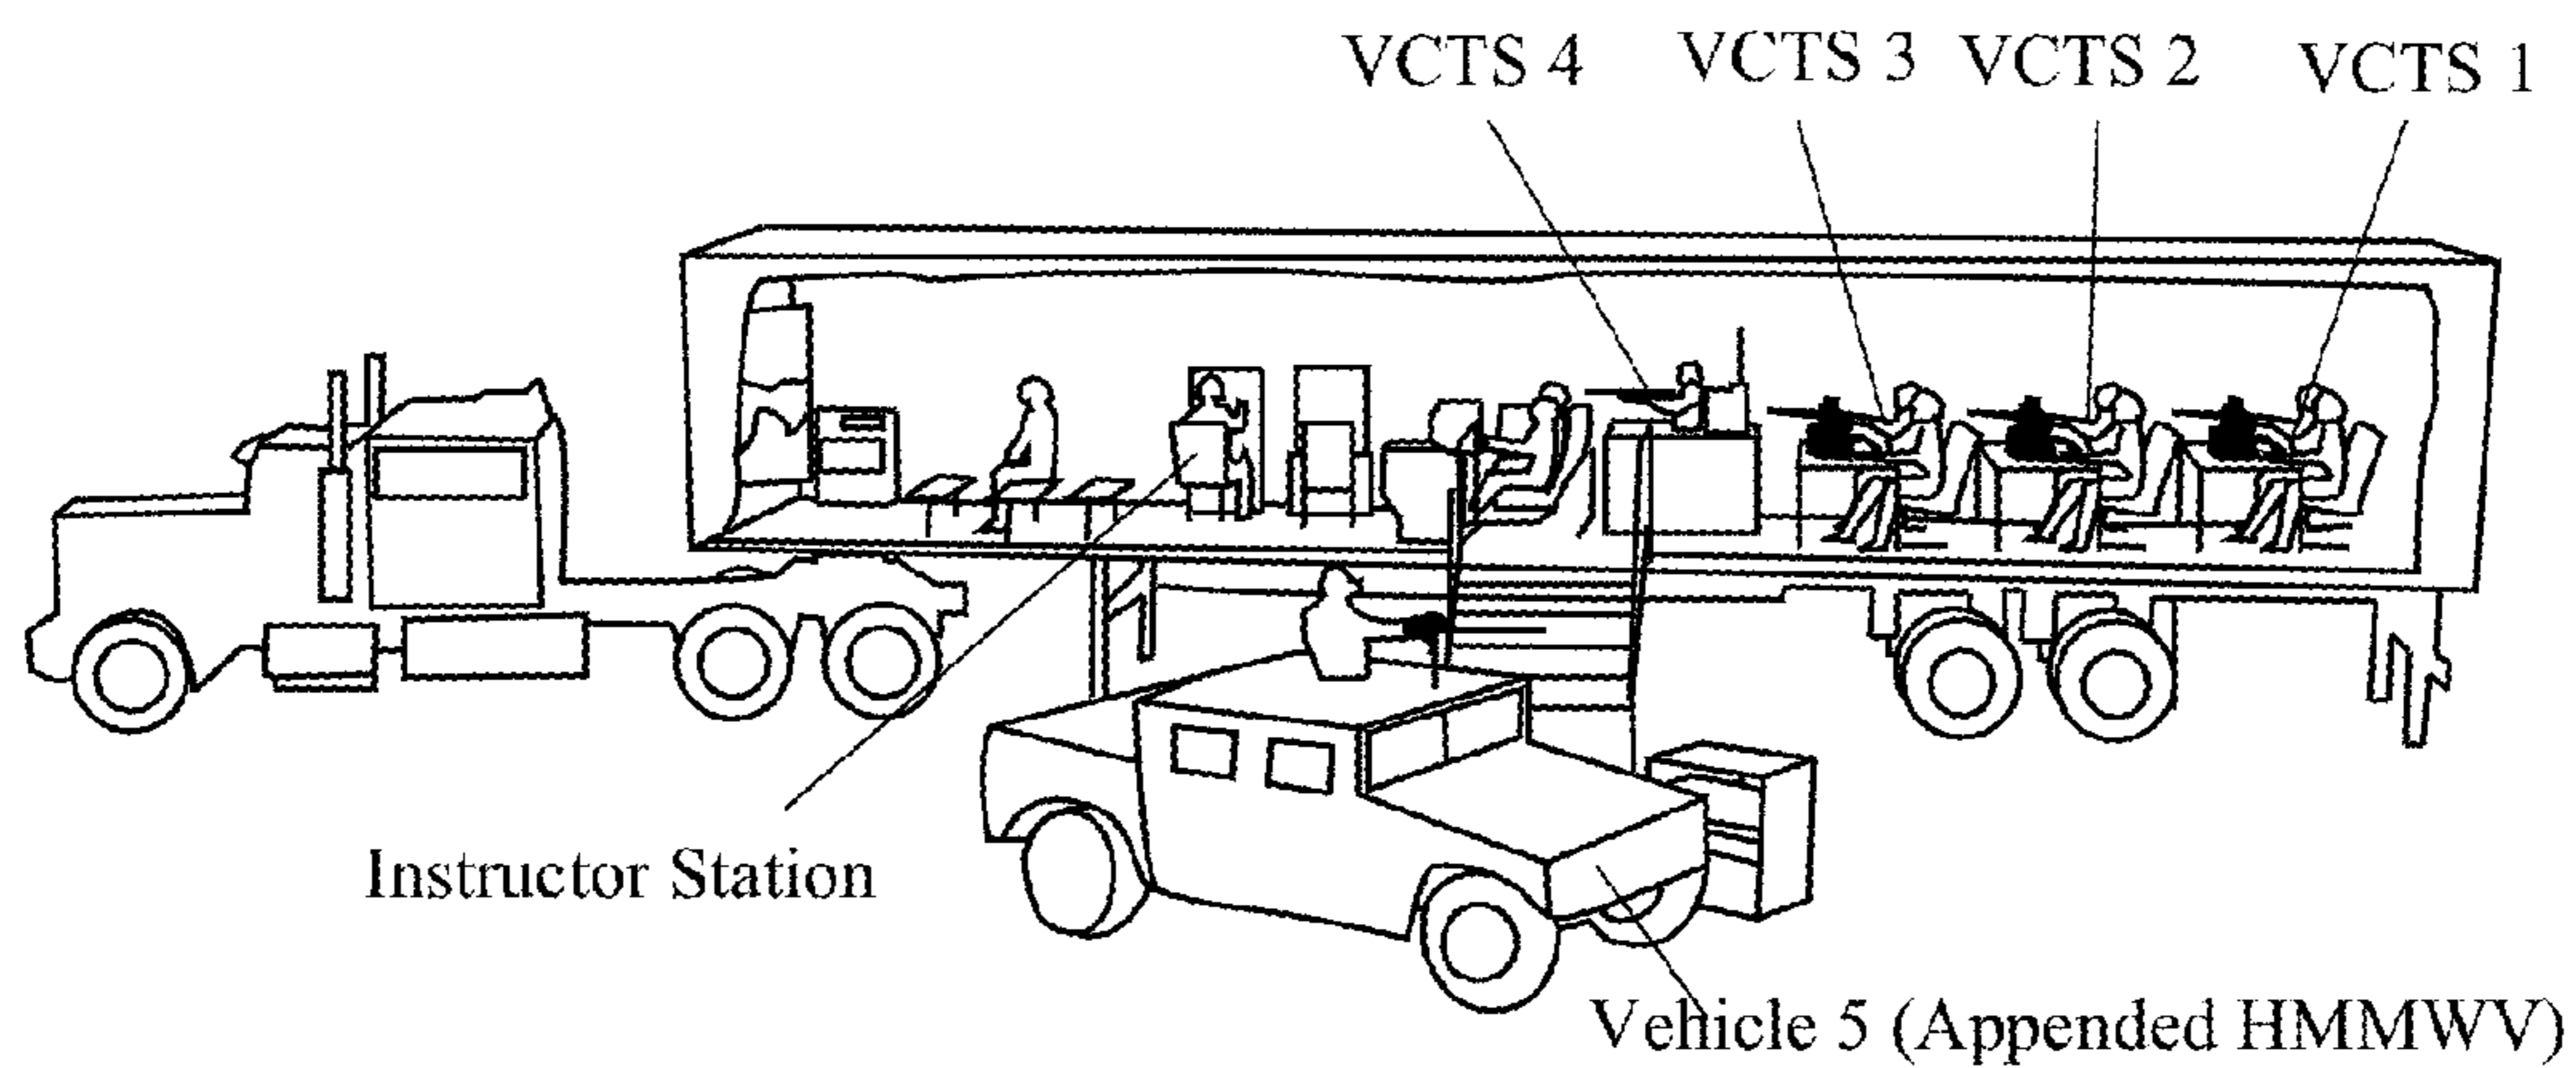 VCTS 4
VCTS 3
VCTS 2
VCTS 1
Instructor Station
Vehicle 5 (Appended HMMWV)